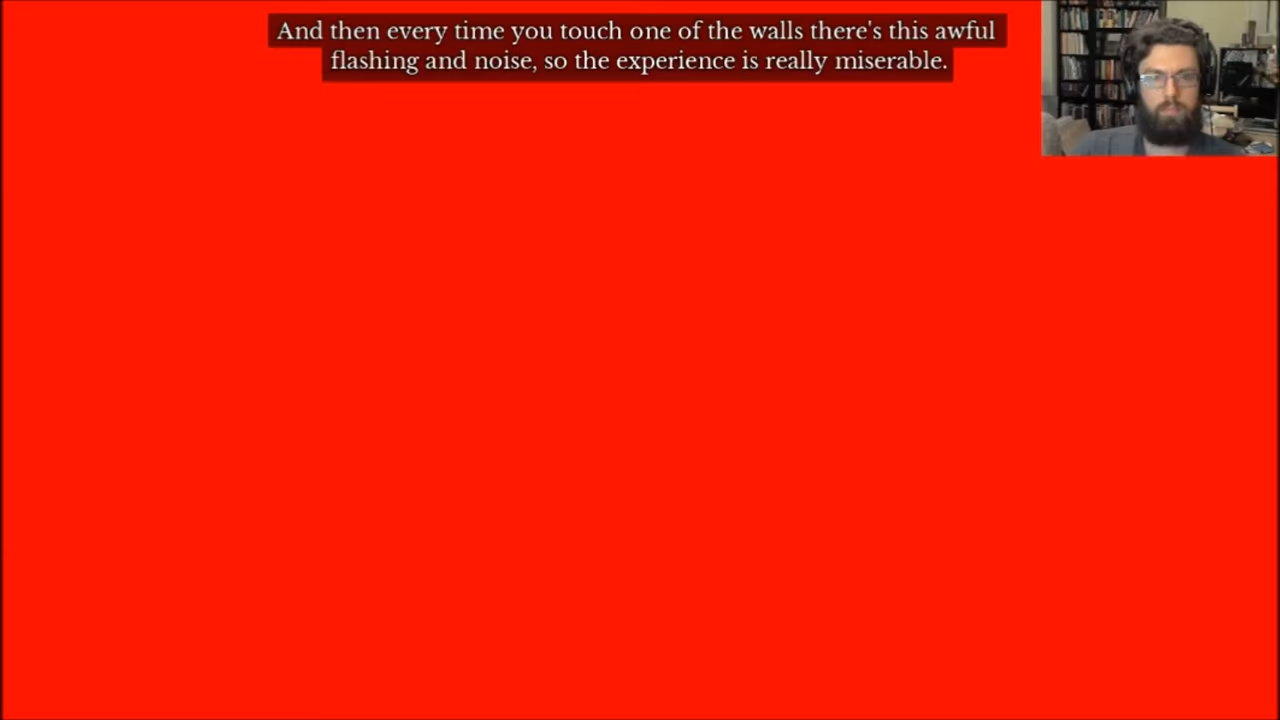 And then every time you touch one of the walls there's this awful
flashing and noise, so the experience is really miserable.